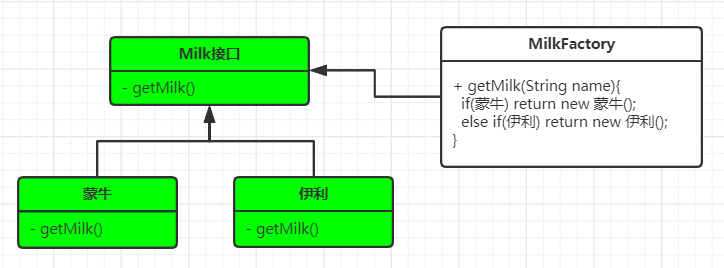 Milk接口
- getMilk()
MilkFactory
+ getMilk(String name){
if(蒙牛) return new 蒙牛();
else if(伊利) return new 伊利();
}
蒙牛
- getMilk()
伊利
- getMilk()